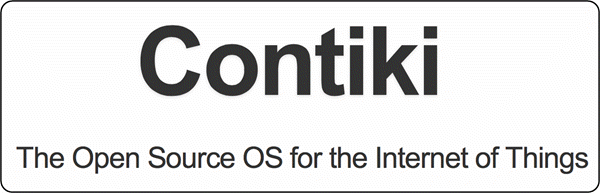 Contiki
The Open Source OS for the Internet of Things